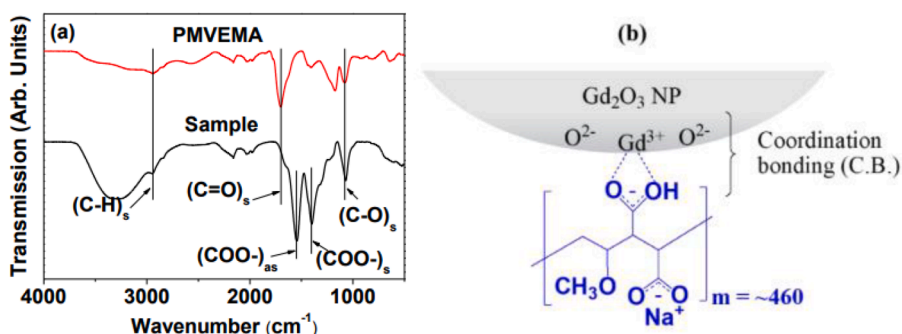 (a)
PMVEMA
Sample
(C-H)s
(C=O)s
(C-O)s
(COO-)as
(COO-)s
Transmission (Arb. Units)
4000 3000 2000 1000
Wavenumber (cm⁻¹)
(b)
Gd₂O₃ NP
O²⁻ Gd³⁺ O²⁻
Coordination
bonding (C.B.)
O - OH
CH₃O O - O
m = ~460
Na⁺